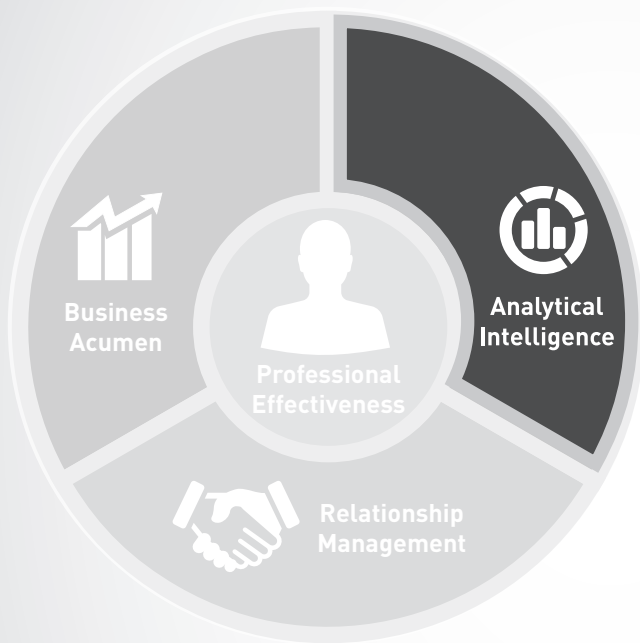 Business
Acumen
Analytical
Intelligence
Professional
Effectiveness
Relationship
Management